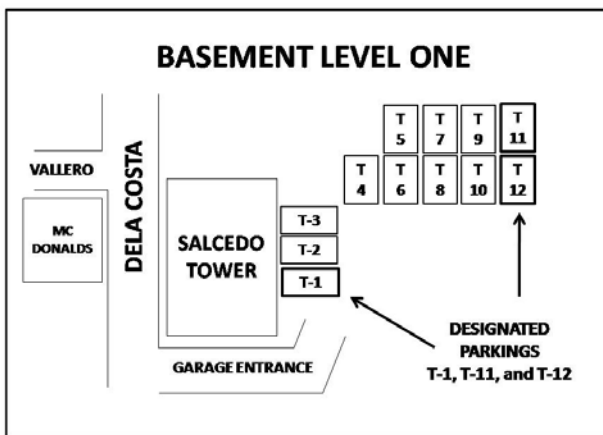 BASEMENT LEVEL ONE
T
5
T
7
T
9
T
11
T
4
T
6
T
8
T
10
T
12
VALLERO
MC
DONALDS
DELA COSTA
SALCEDO
TOWER
T-3
T-2
T-1
GARAGE ENTRANCE
DESIGNATED
PARKINGS
T-1, T-11, and T-12